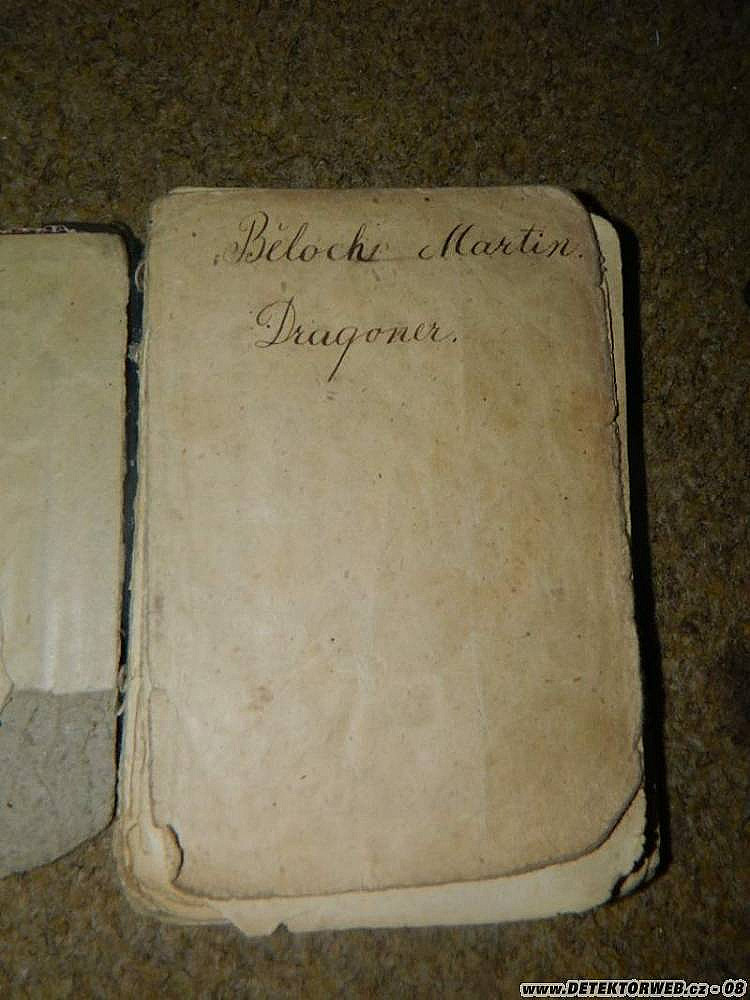 Běloch Martin.
Dragoner.
www.DETEKTORWEB.cz - 08